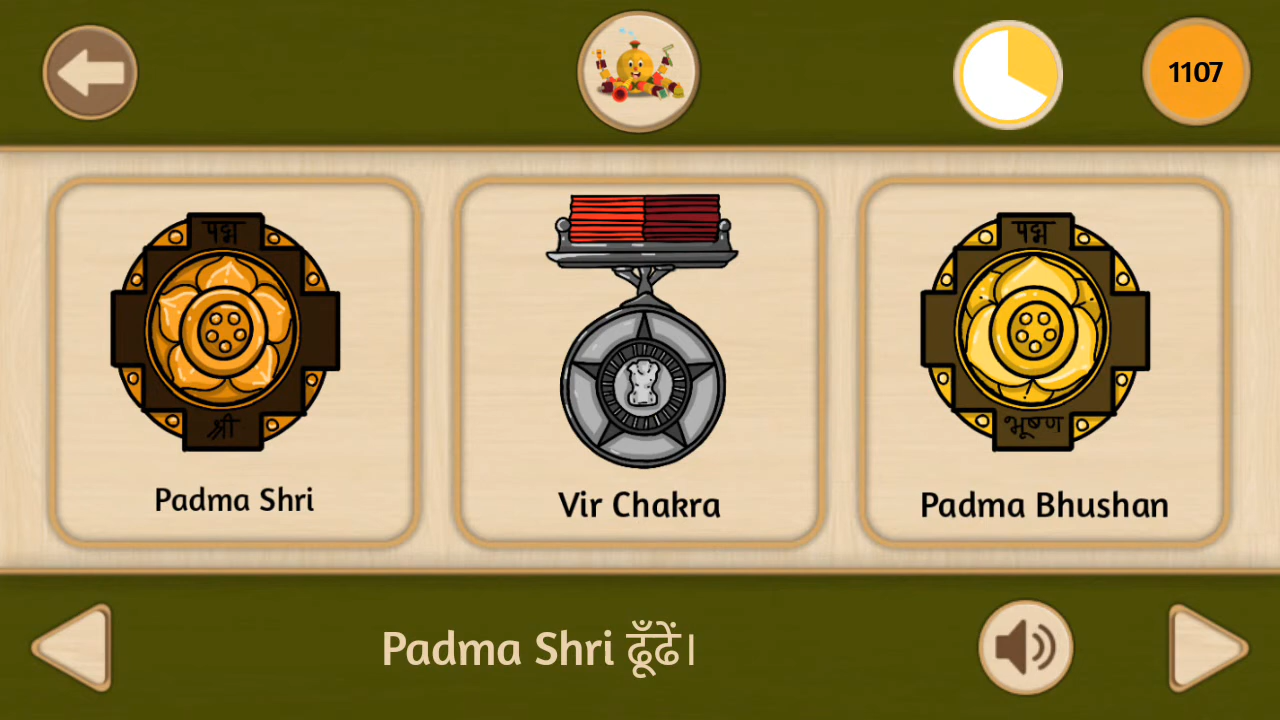 1107
पद्म
श्री
Padma Shri
Vir Chakra
पद्म
भूषण
Padma Bhushan
Padma Shri ढूँढें।